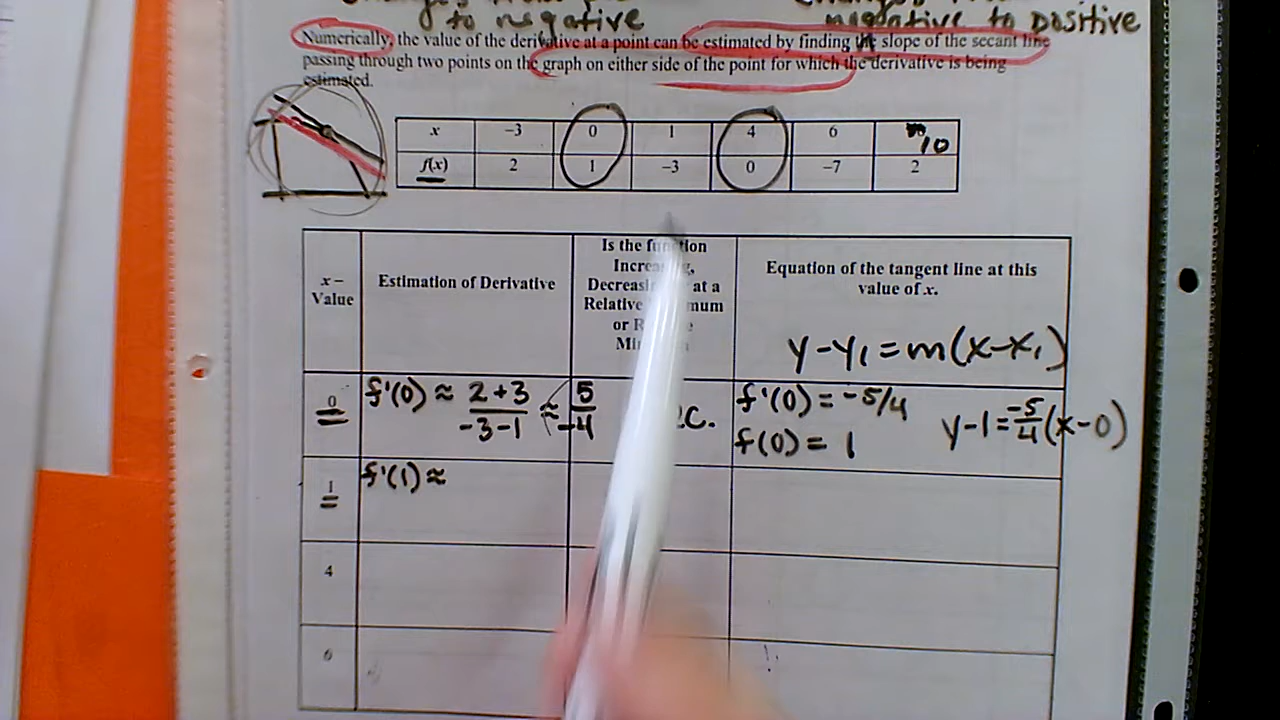 to negative
negative to positive
Numerically, the value of the derivative at a point can be estimated by finding the slope of the secant line
passing through two points on the graph on either side of the point for which the derivative is being
estimated.
x −3 0 1 4 6 10
f(x) 2 1 −3 0 −7 2
x –
Value
Estimation of Derivative
Is the function
Decreasing at a
Relative
or
Equation of the tangent line at this
value of x.
y-y₁=m(x-x₁)
0
f'(0) ≈ 2+3/-3-1 ≈ 5/-4
f'(0) = -5/4
f(0) = 1
y-1=-5/4(x-0)
1
f'(1) ≈
4
6